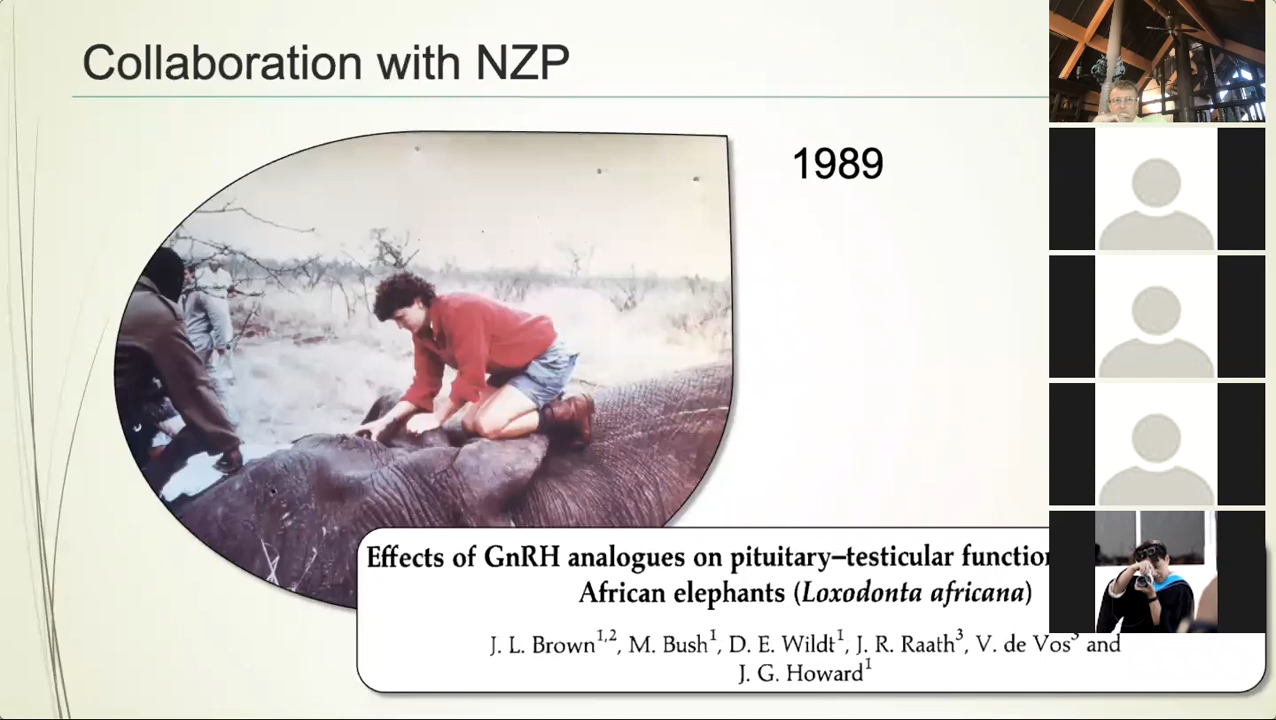 Collaboration with NZP
1989
Effects of GnRH analogues on pituitary–testicular function
African elephants (Loxodonta africana)
J. L. Brown1,2, M. Bush1, D. E. Wildt1, J. R. Raath3, V. de Vos3 and
J. G. Howard1